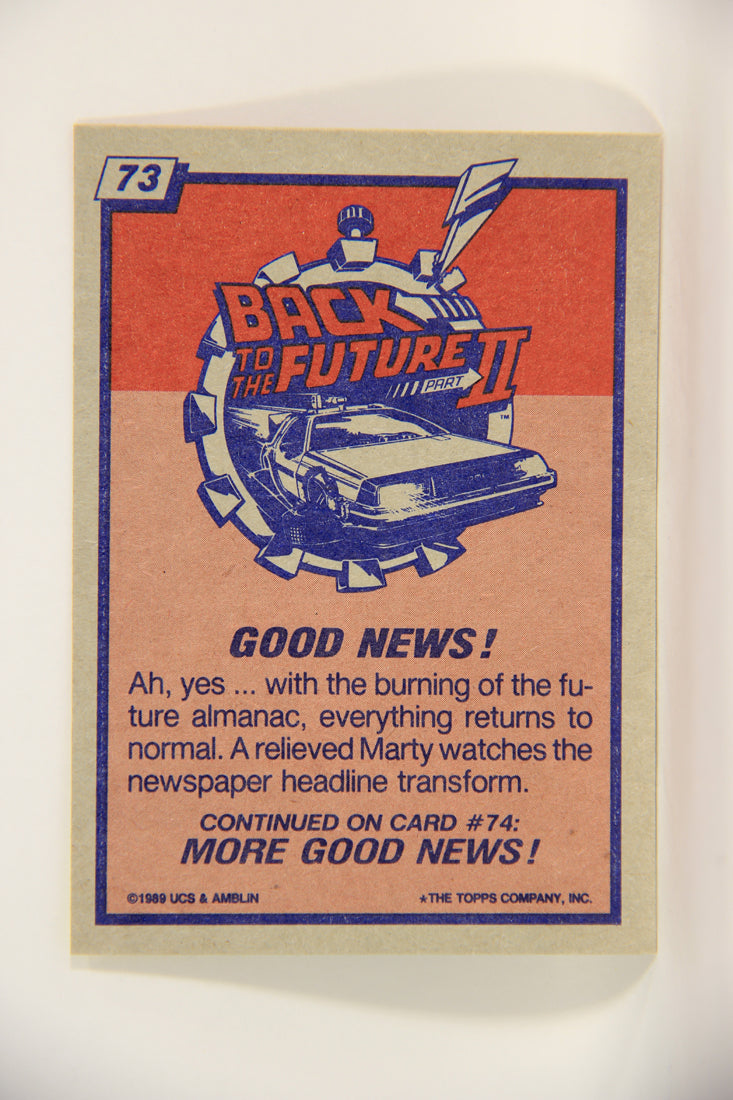 73
BACK
TO
THE FUTURE
PART II
™
GOOD NEWS!
Ah, yes ... with the burning of the fu-
ture almanac, everything returns to
normal. A relieved Marty watches the
newspaper headline transform.
CONTINUED ON CARD #74:
MORE GOOD NEWS!
©1989 UCS & AMBLIN ★THE TOPPS COMPANY, INC.